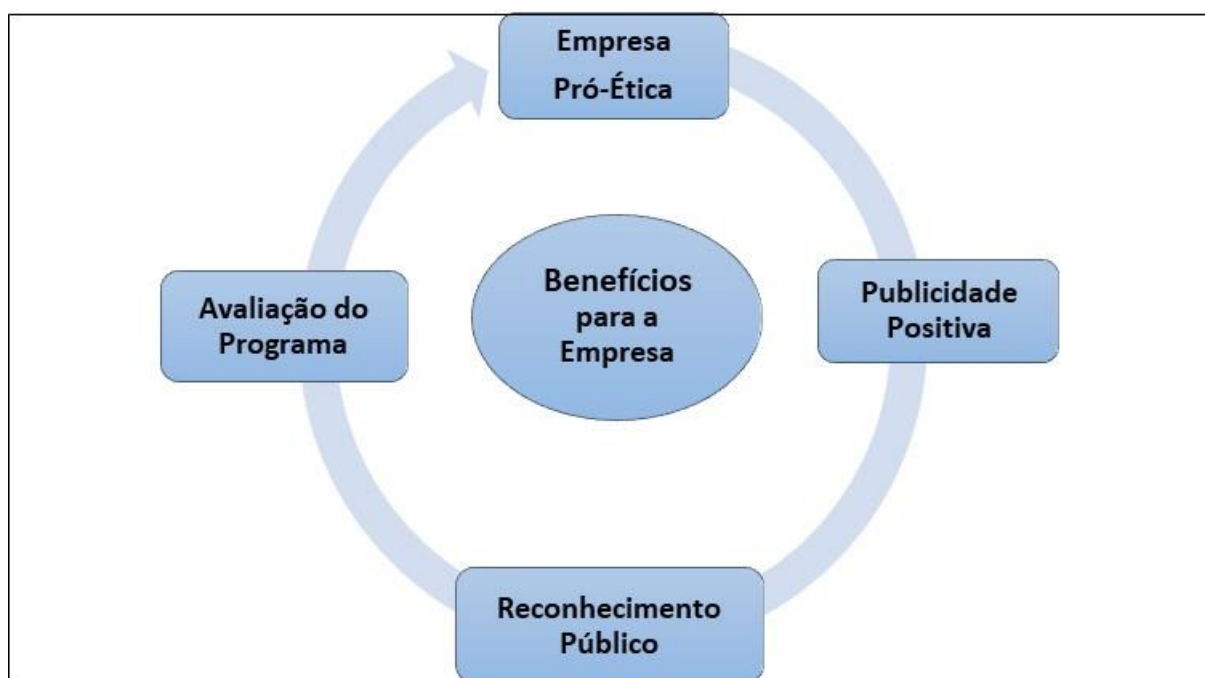 Empresa
Pró-Ética
Publicidade
Positiva
Reconhecimento
Público
Avaliação do
Programa
Benefícios
para a
Empresa